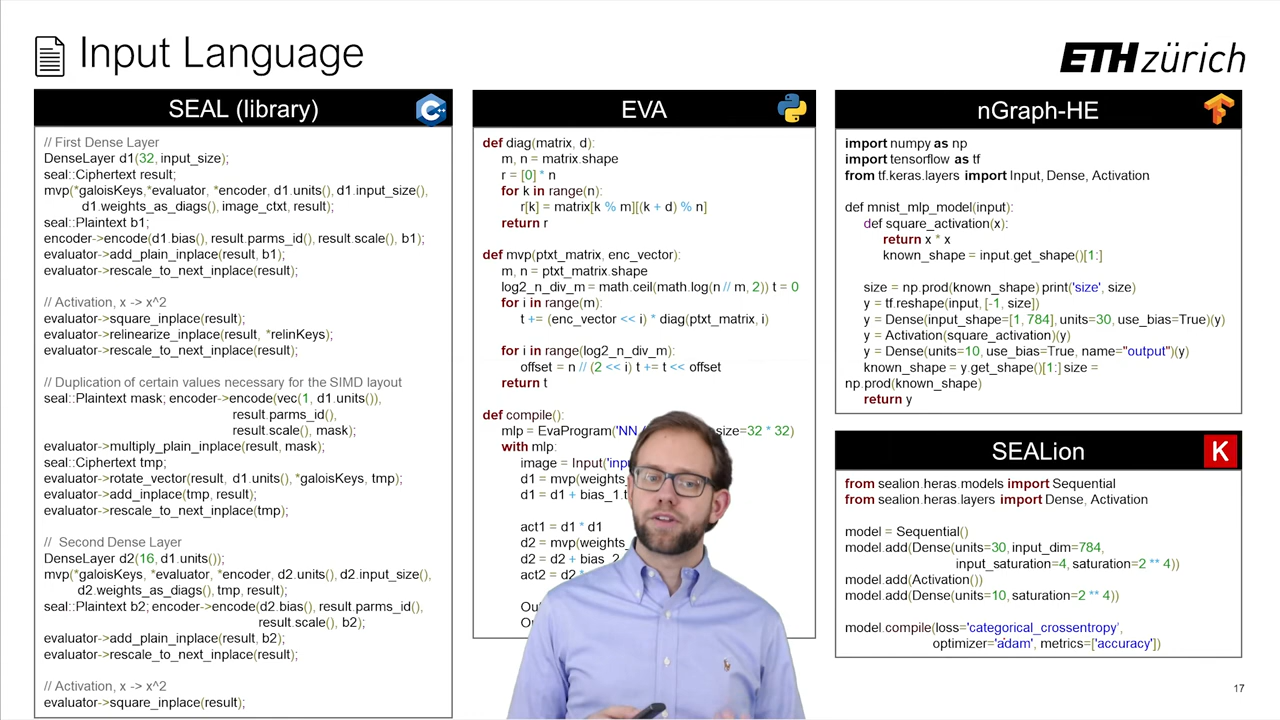 Input Language
ETH zürich
SEAL (library)
// First Dense Layer
DenseLayer d1(32, input_size);
seal::Ciphertext result;
mvp(*galoisKeys,*evaluator, *encoder, d1.units(), d1.input_size(),
d1.weights_as_diags(), image_ctxt, result);
seal::Plaintext b1;
encoder->encode(d1.bias(), result.parms_id(), result.scale(), b1);
evaluator->add_plain_inplace(result, b1);
evaluator->rescale_to_next_inplace(result);
// Activation, x -> x^2
evaluator->square_inplace(result);
evaluator->relinearize_inplace(result, *relinKeys);
evaluator->rescale_to_next_inplace(result);
// Duplication of certain values necessary for the SIMD layout
seal::Plaintext mask; encoder->encode(vec(1, d1.units()),
result.parms_id(),
result.scale(), mask);
evaluator->multiply_plain_inplace(result, mask);
seal::Ciphertext tmp;
evaluator->rotate_vector(result, d1.units(), *galoisKeys, tmp);
evaluator->add_inplace(tmp, result);
evaluator->rescale_to_next_inplace(tmp);
// Second Dense Layer
DenseLayer d2(16, d1.units());
mvp(*galoisKeys, *evaluator, *encoder, d2.units(), d2.input_size(),
d2.weights_as_diags(), tmp, result);
seal::Plaintext b2; encoder->encode(d2.bias(), result.parms_id(),
result.scale(), b2);
evaluator->add_plain_inplace(result, b2);
evaluator->rescale_to_next_inplace(result);
// Activation, x -> x^2
evaluator->square_inplace(result);
EVA
def diag(matrix, d):
m, n = matrix.shape
r = [0] * n
for k in range(n):
r[k] = matrix[k % m][(k + d) % n]
return r
def mvp(ptxt_matrix, enc_vector):
m, n = ptxt_matrix.shape
log2_n_div_m = math.ceil(math.log(n // m, 2)) t = 0
for i in range(m):
t += (enc_vector << i) * diag(ptxt_matrix, i)
for i in range(log2_n_div_m):
offset = n // (2 << i) t += t << offset
return t
def compile():
mlp = EvaProgram('NN size=32 * 32)
with mlp:
image = Input('inp
d1 = mvp(weights_
d1 = d1 + bias_1.t
act1 = d1 * d1
d2 = mvp(weights_
d2 = d2 + bias_2
act2 = d2 *
Ou
O
nGraph-HE
import numpy as np
import tensorflow as tf
from tf.keras.layers import Input, Dense, Activation
def mnist_mlp_model(input):
def square_activation(x):
return x * x
known_shape = input.get_shape()[1:]
size = np.prod(known_shape) print('size', size)
y = tf.reshape(input, [-1, size])
y = Dense(input_shape=[1, 784], units=30, use_bias=True)(y)
y = Activation(square_activation)(y)
y = Dense(units=10, use_bias=True, name="output")(y)
known_shape = y.get_shape()[1:] size =
np.prod(known_shape)
return y
SEALion
K
from sealion.heras.models import Sequential
from sealion.heras.layers import Dense, Activation
model = Sequential()
model.add(Dense(units=30, input_dim=784,
input_saturation=4, saturation=2 ** 4))
model.add(Activation())
model.add(Dense(units=10, saturation=2 ** 4))
model.compile(loss='categorical_crossentropy',
optimizer='adam', metrics=['accuracy'])
17